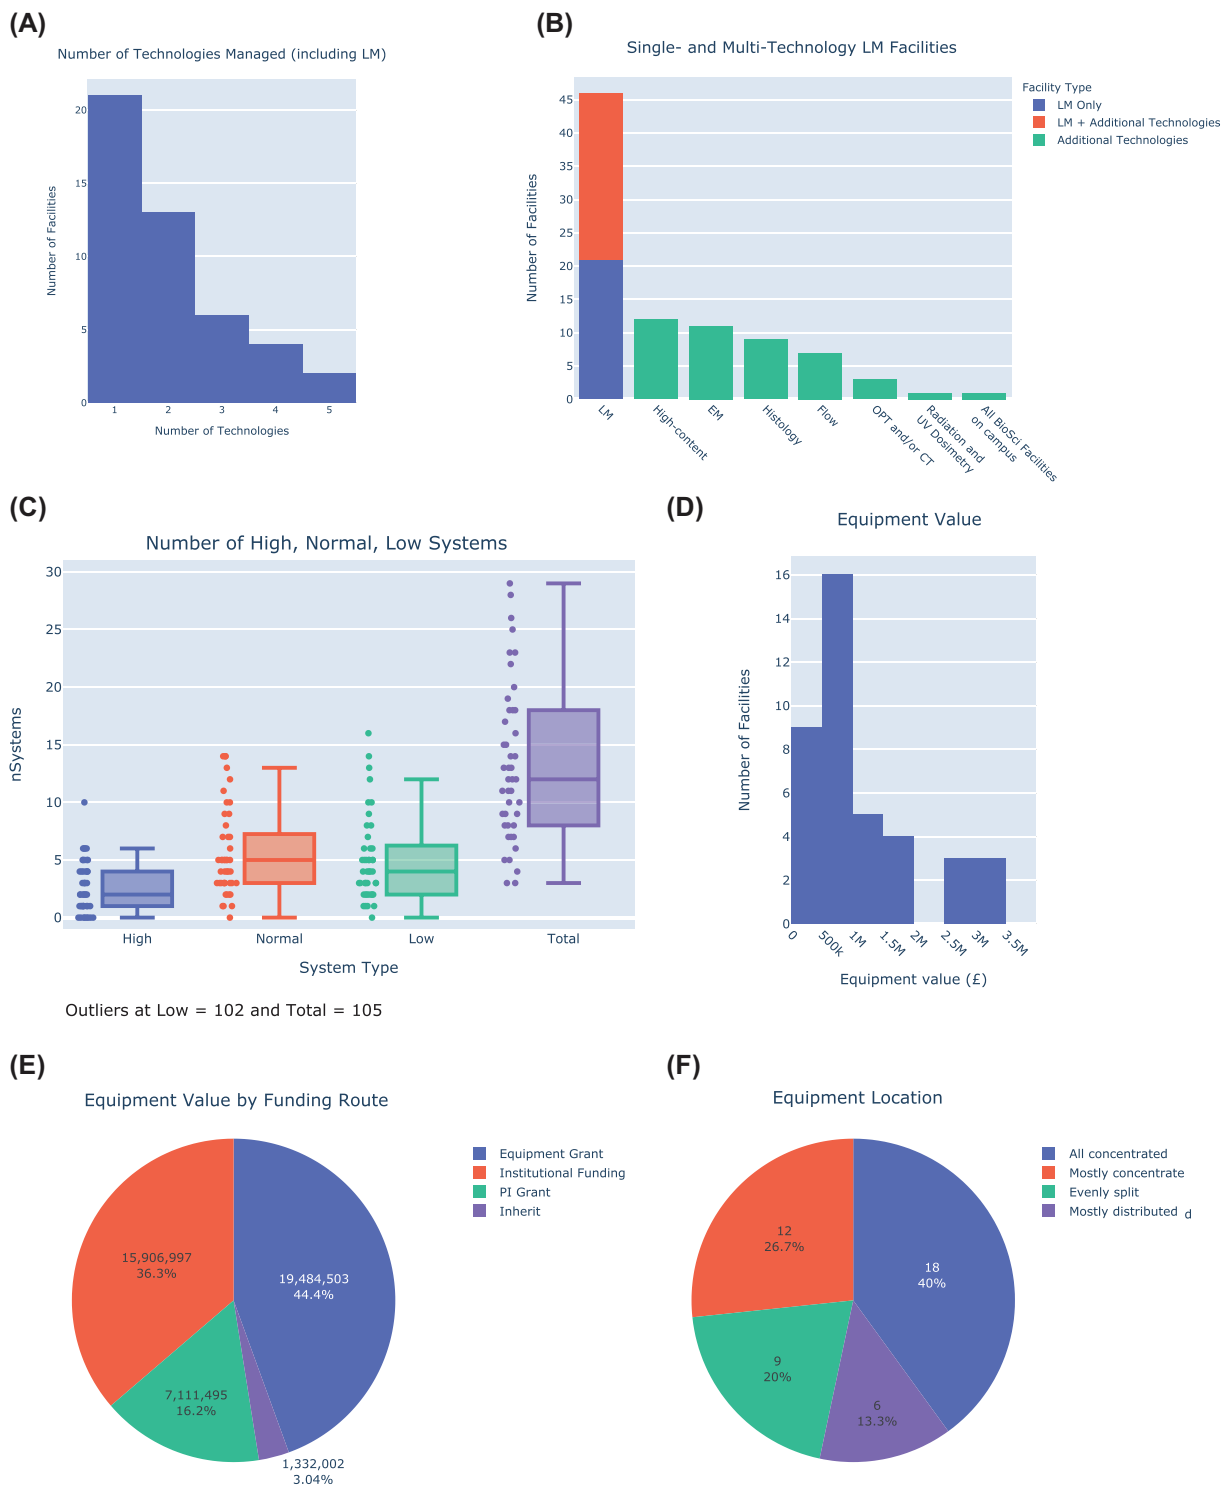 (A)
Number of Technologies Managed (including LM)
20
15
10
5
0
Number of Facilities
1 2 3 4 5
Number of Technologies
(B)
Single- and Multi-Technology LM Facilities
45
40
35
30
25
20
15
10
5
0
Number of Facilities
LM
High-content
EM
Histology
Flow
OPT and/or CT
Radiation and
UV Dosimetry
All BioSci Facilities
on campus
Facility Type
LM Only
LM + Additional Technologies
Additional Technologies
(C)
Number of High, Normal, Low Systems
30
25
20
15
10
5
0
nSystems
High Normal Low Total
System Type
Outliers at Low = 102 and Total = 105
(D)
Equipment Value
16
14
12
10
8
6
4
2
0
Number of Facilities
0
500k
1M
1.5M
2M
2.5M
3M
3.5M
Equipment value (£)
(E)
Equipment Value by Funding Route
15,906,997
36.3%
19,484,503
44.4%
7,111,495
16.2%
1,332,002
3.04%
Equipment Grant
Institutional Funding
PI Grant
Inherit
(F)
Equipment Location
12
26.7%
18
40%
9
20%
6
13.3%
All concentrated
Mostly concentrate
Evenly split
Mostly distributed d